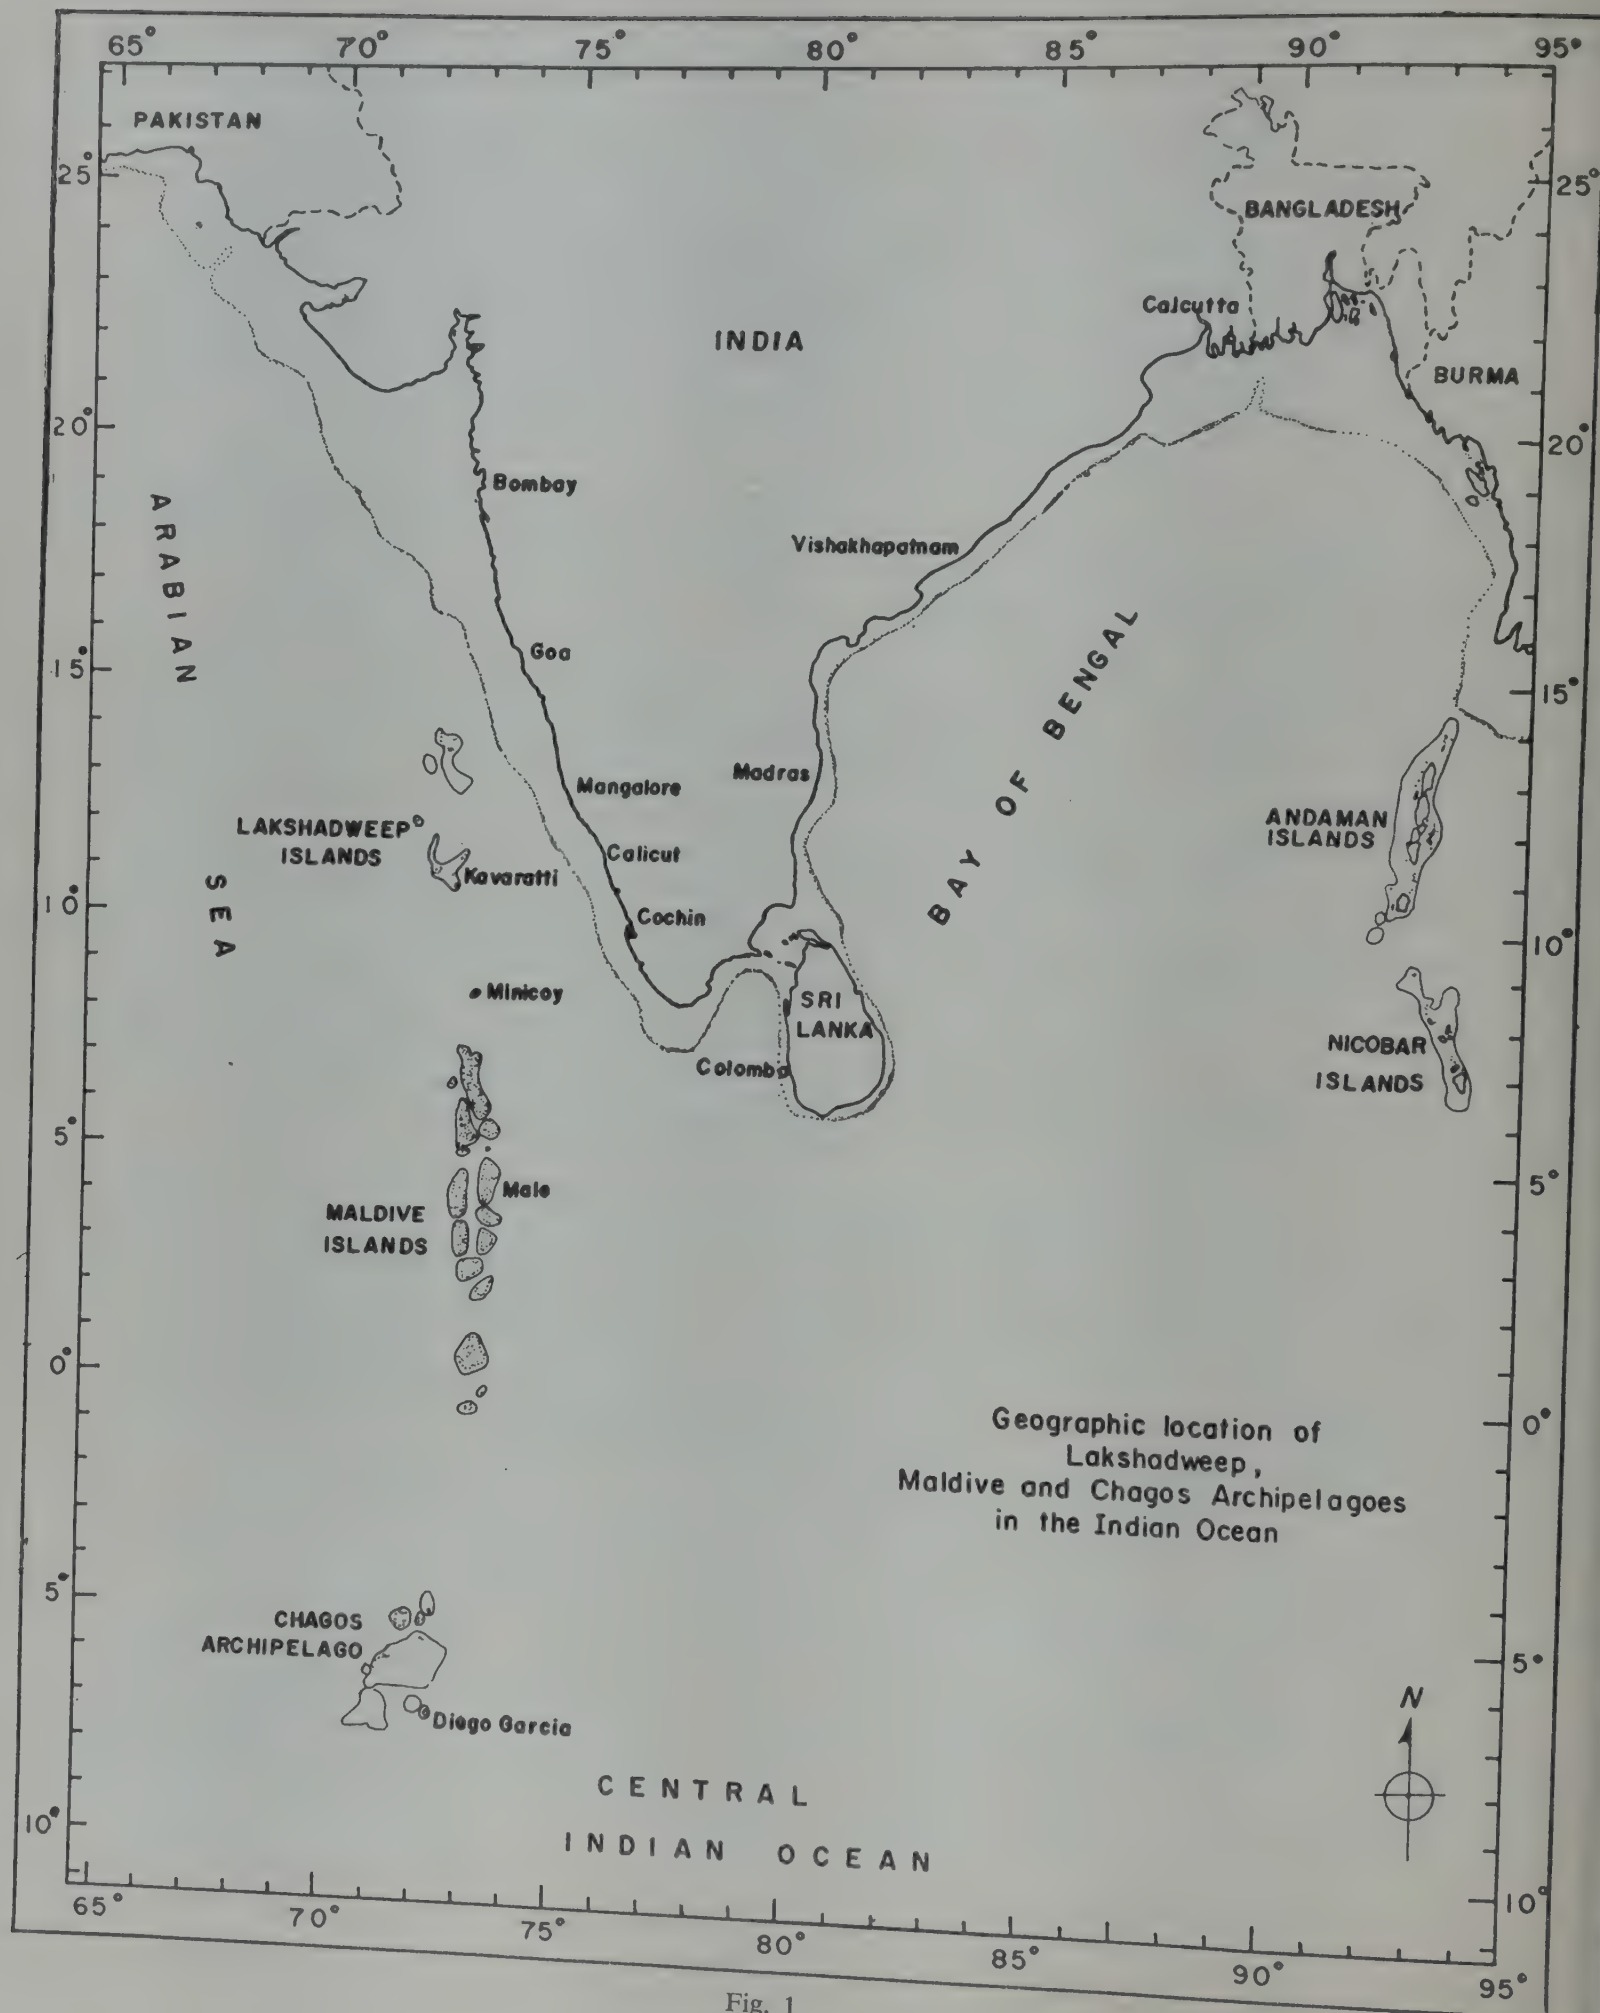 65° 70° 75° 80° 85° 90° 95°
PAKISTAN
25° 25°
BANGLADESH
Calcutta
INDIA
BURMA
20° 20°
Bombay
ARABIAN
Vishakhapatnam
Goa
15° 15°
BAY OF BENGAL
Madras
Mangalore
LAKSHADWEEP
ISLANDS
ANDAMAN
ISLANDS
Calicut
Kavaratti
SEA
10° 10°
Cochin
Minicoy
SRI
LANKA
NICOBAR
ISLANDS
Colombo
5° 5°
Male
MALDIVE
ISLANDS
0° 0°
Geographic location of
Lakshadweep,
Maldive and Chagos Archipelagoes
in the Indian Ocean
5° 5°
CHAGOS
ARCHIPELAGO
N
Diego Garcia
CENTRAL
INDIAN OCEAN
10° 10°
65° 70° 75° 80° 85° 90° 95°
Fig. 1